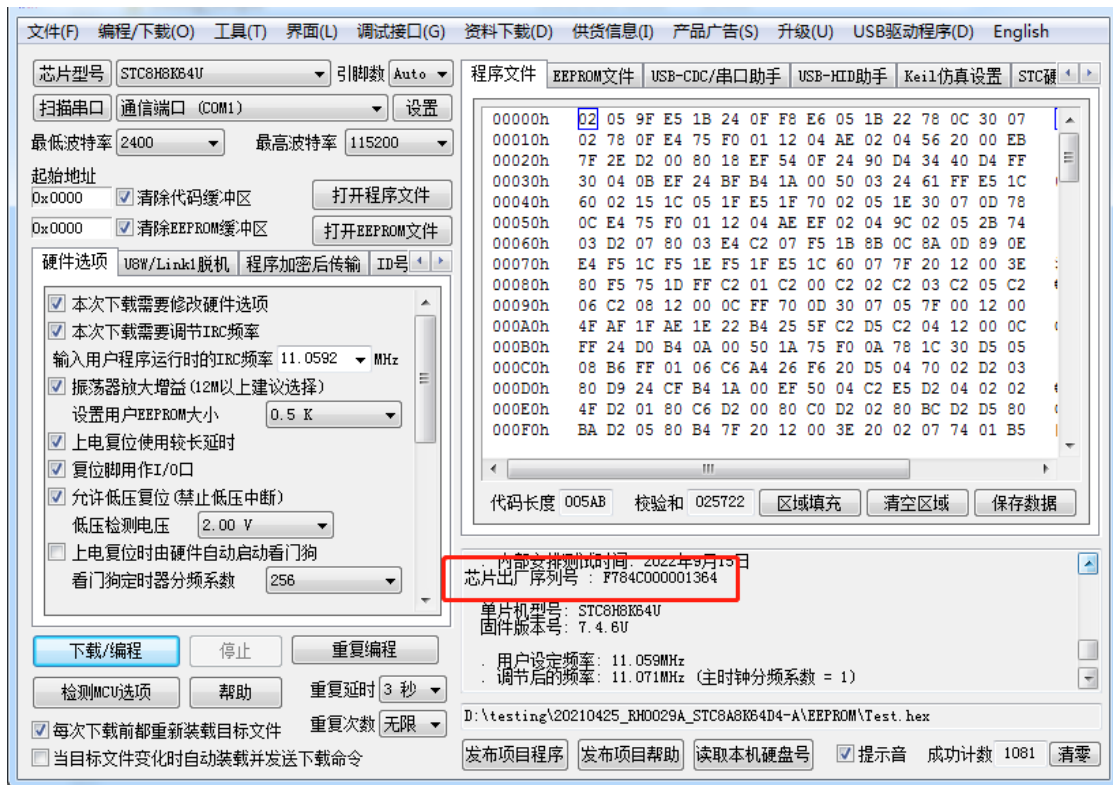 文件(F) 编程/下载(O) 工具(T) 界面(L) 调试接口(G) 资料下载(D) 供货信息(I) 产品广告(S) 升级(U) USB驱动程序(D) English
芯片型号 STC8H8K64U 引脚数 Auto
扫描串口 通信端口 (COM1) 设置
最低波特率 2400 最高波特率 115200
起始地址
0x0000 清除代码缓冲区 打开程序文件
0x0000 清除EEPROM缓冲区 打开EEPROM文件
硬件选项 U8W/Link1脱机 程序加密后传输 ID号
本次下载需要修改硬件选项
本次下载需要调节IRC频率
输入用户程序运行时的IRC频率 11.0592 MHz
振荡器放大增益(12M以上建议选择)
设置用户EEPROM大小 0.5 K
上电复位使用较长延时
复位脚用作I/O口
允许低压复位(禁止低压中断)
低压检测电压 2.00 V
上电复位时由硬件自动启动看门狗
看门狗定时器分频系数 256
下载/编程 停止 重复编程
检测MCU选项 帮助 重复延时 3 秒
每次下载前都重新装载目标文件 重复次数 无限
当目标文件变化时自动装载并发送下载命令
程序文件 EEPROM文件 USB-CDC/串口助手 USB-HID助手 Keil仿真设置 STC硬
00000h 02 05 9F E5 1B 24 0F F8 E6 05 1B 22 78 0C 30 07
00010h 02 78 0F E4 75 F0 01 12 04 AE 02 04 56 20 00 EB
00020h 7F 2E D2 00 80 18 EF 54 0F 24 90 D4 34 40 D4 FF
00030h 30 04 0B EF 24 BF B4 1A 00 50 03 24 61 FF E5 1C
00040h 60 02 15 1C 05 1F E5 1F 70 02 05 1E 30 07 0D 78
00050h 0C E4 75 F0 01 12 04 AE EF 02 04 9C 02 05 2B 74
00060h 03 D2 07 80 03 E4 C2 07 F5 1B 8B 0C 8A 0D 89 0E
00070h E4 F5 1C F5 1E F5 1F E5 1C 60 07 7F 20 12 00 3E
00080h 80 F5 75 1D FF C2 01 C2 00 C2 02 C2 03 C2 05 C2
00090h 06 C2 08 12 00 0C FF 70 0D 30 07 05 7F 00 12 00
000A0h 4F AF 1F AE 1E 22 B4 25 5F C2 D5 C2 04 12 00 0C
000B0h FF 24 D0 B4 0A 00 50 1A 75 F0 0A 78 1C 30 D5 05
000C0h 08 B6 FF 01 06 C6 A4 26 F6 20 D5 04 70 02 D2 03
000D0h 80 D9 24 CF B4 1A 00 EF 50 04 C2 E5 D2 04 02 02
000E0h 4F D2 01 80 C6 D2 00 80 C0 D2 02 80 BC D2 D5 80
000F0h BA D2 05 80 B4 7F 20 12 00 3E 20 02 07 74 01 B5
代码长度 005AB 校验和 025722 区域填充 清空区域 保存数据
. 内部安排测试时间: 2022年9月15日
芯片出厂序列号 : F784C000001364
单片机型号: STC8H8K64U
固件版本号: 7.4.6U
. 用户设定频率: 11.059MHz
. 调节后的频率: 11.071MHz (主时钟分频系数 = 1)
D:\testing\20210425_RH0029A_STC8A8K64D4-A\EEPROM\Test.hex
发布项目程序 发布项目帮助 读取本机硬盘号 提示音 成功计数 1081 清零